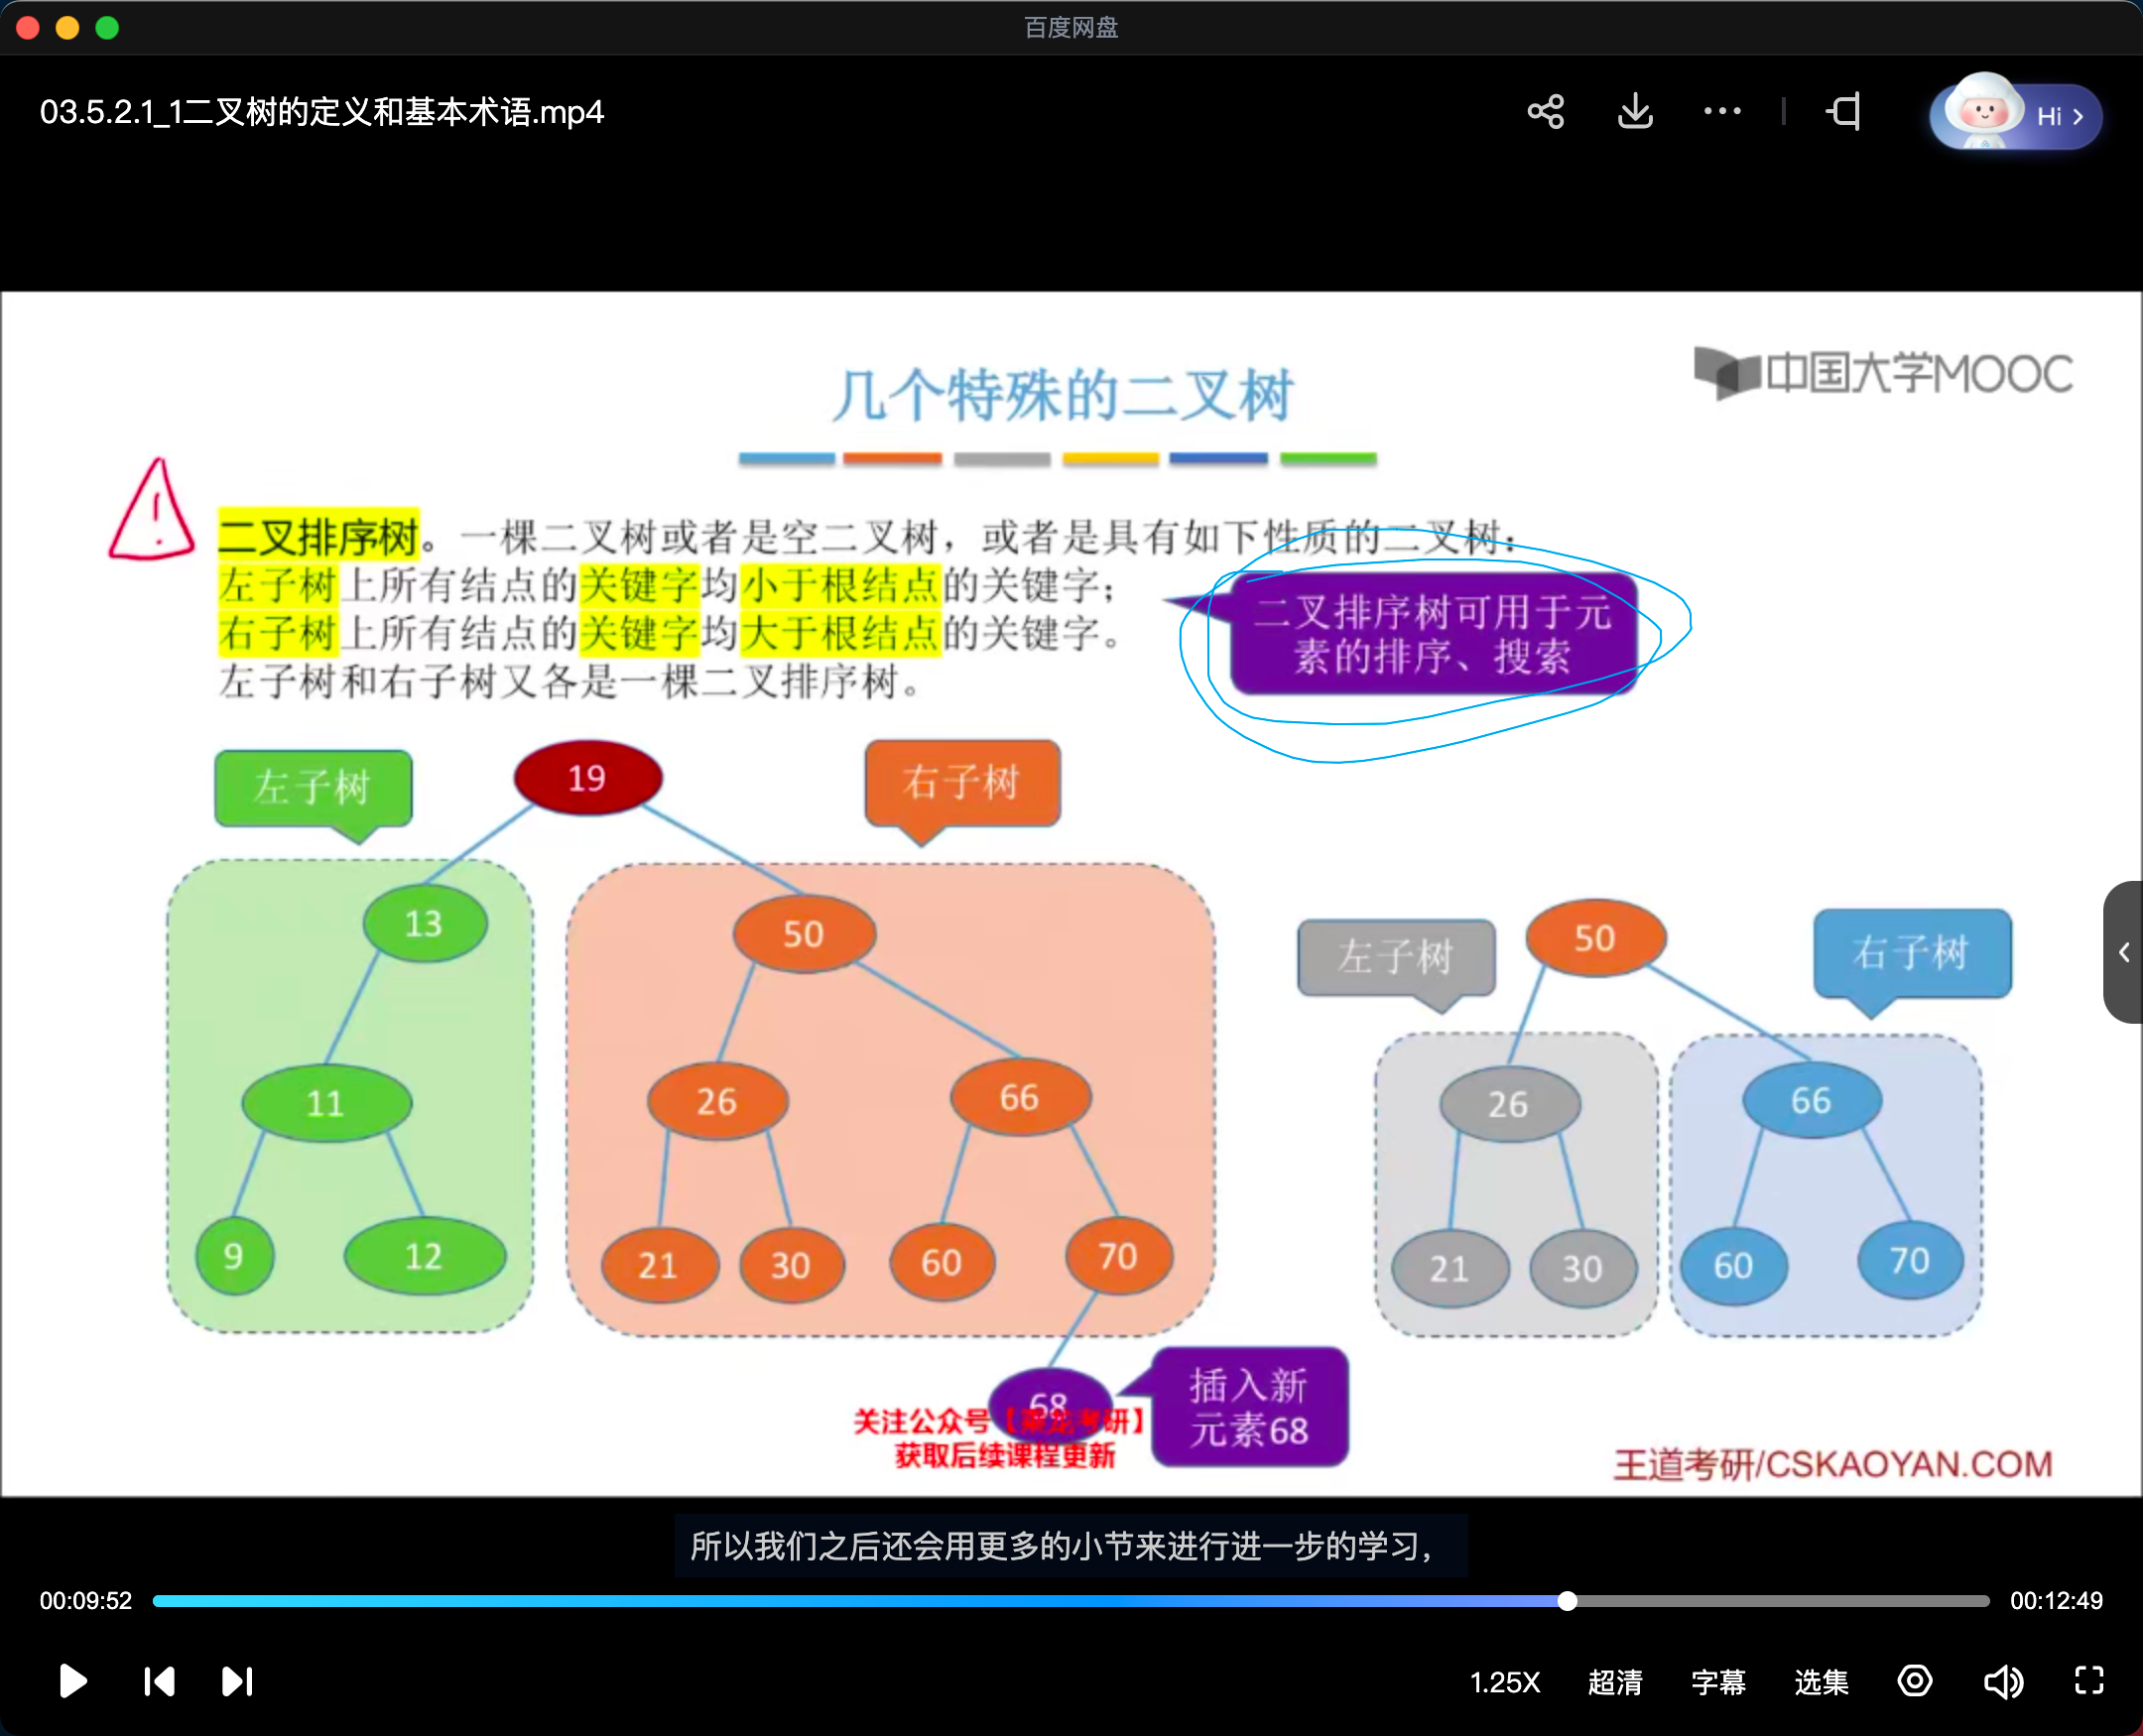 百度网盘
03.5.2.1_1二叉树的定义和基本术语.mp4
Hi >
中国大学MOOC
几个特殊的二叉树
二叉排序树。一棵二叉树或者是空二叉树，或者是具有如下性质的二叉树：
左子树上所有结点的关键字均小于根结点的关键字；
右子树上所有结点的关键字均大于根结点的关键字。
左子树和右子树又各是一棵二叉排序树。
二叉排序树可用于元
素的排序、搜索
左子树
19
右子树
13
50
11
26
66
9
12
21
30
60
70
68
插入新
元素68
左子树
50
右子树
26
66
21
30
60
70
关注公众号【 考研】
获取后续课程更新
王道考研/CSKAOYAN.COM
所以我们之后还会用更多的小节来进行进一步的学习,
00:09:52
00:12:49
1.25X
超清
字幕
选集